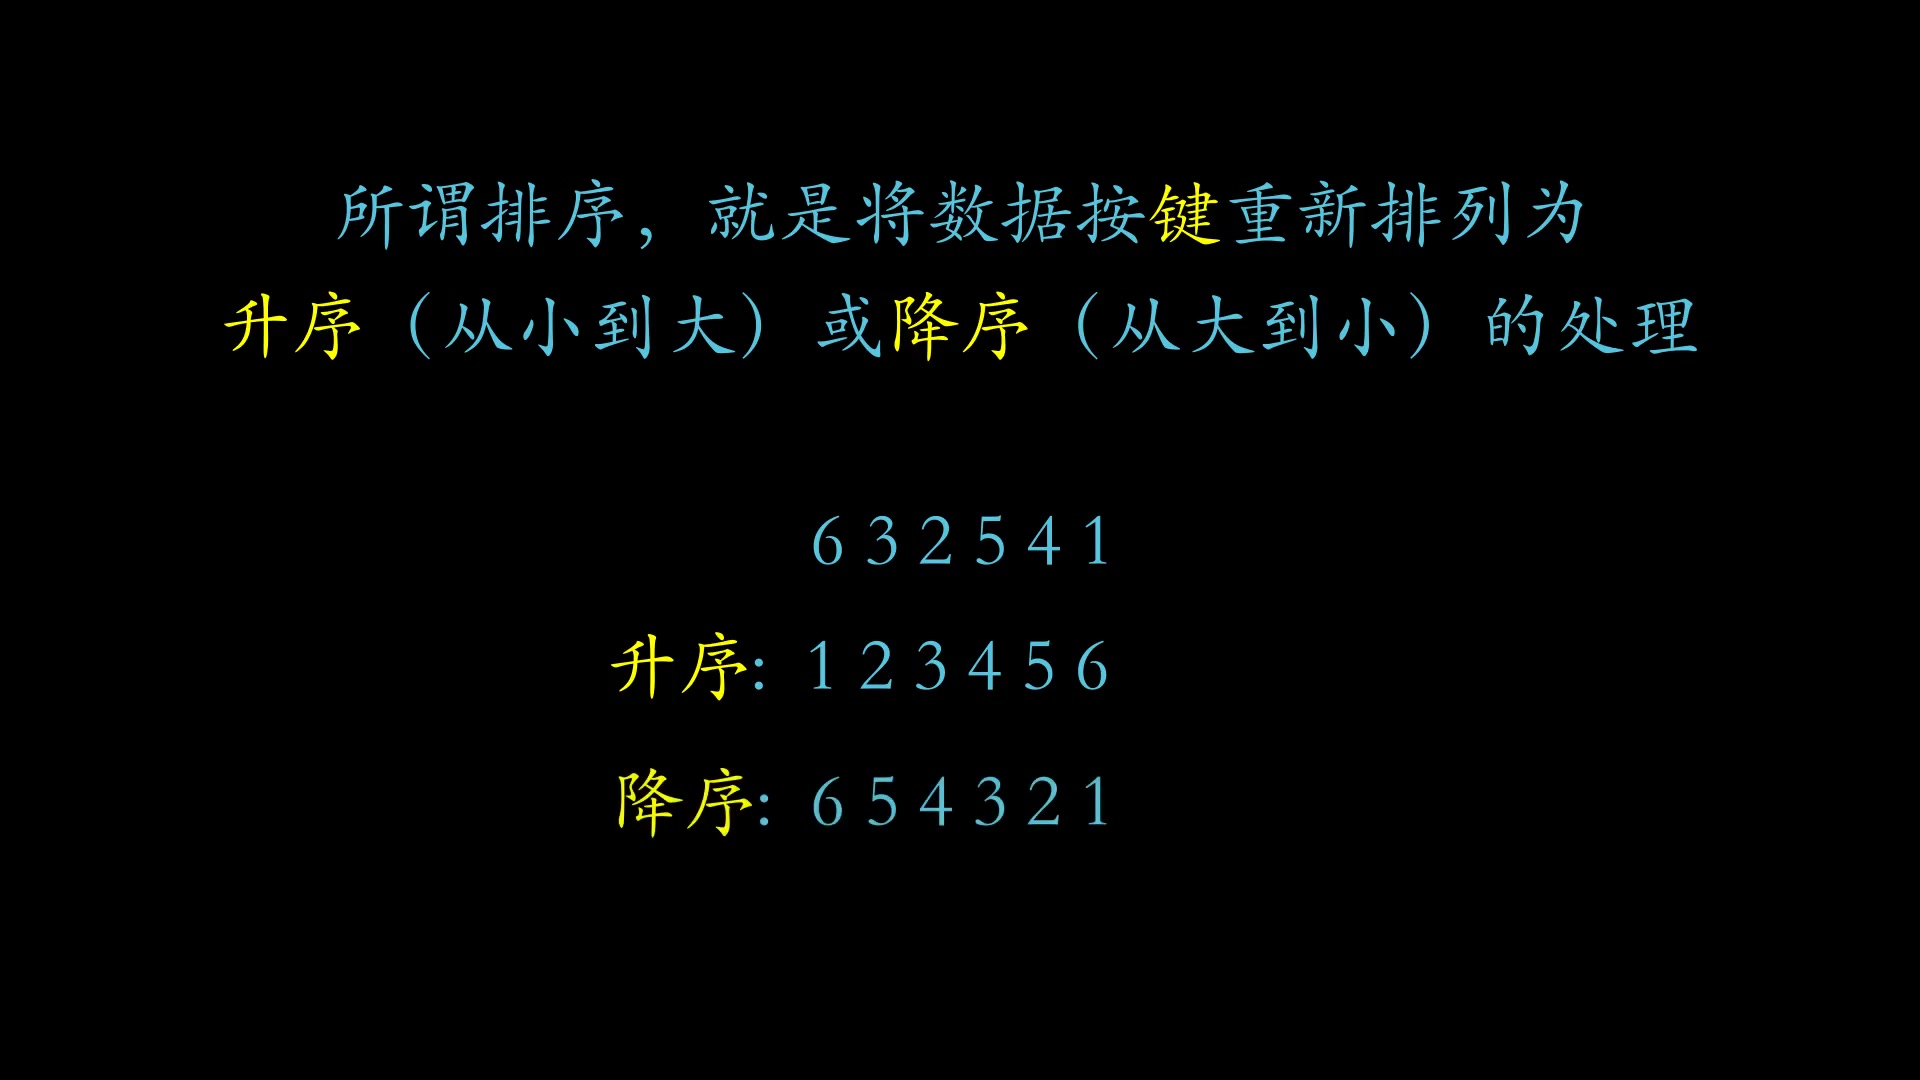 所谓排序，就是将数据按键重新排列为
升序（从小到大）或降序（从大到小）的处理
6 3 2 5 4 1
升序: 1 2 3 4 5 6
降序: 6 5 4 3 2 1